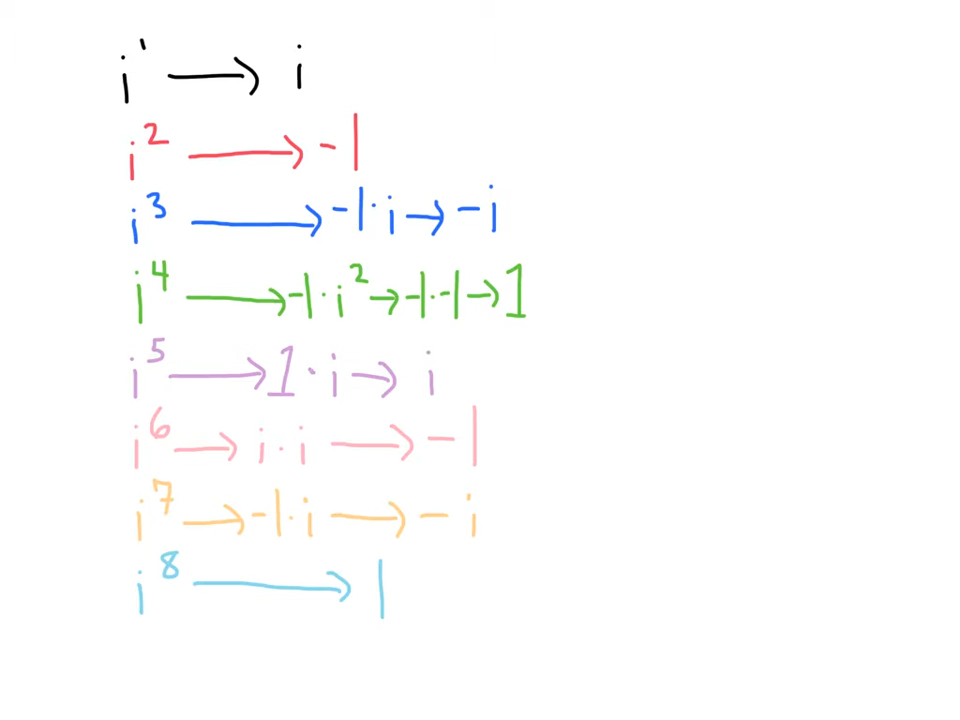 i¹ → i
i² → -1
i³ → -1·i → -i
i⁴ → -1·i² → -1·-1 → 1
i⁵ → 1·i → i
i⁶ → i·i → -1
i⁷ → -1·i → -i
i⁸ → 1